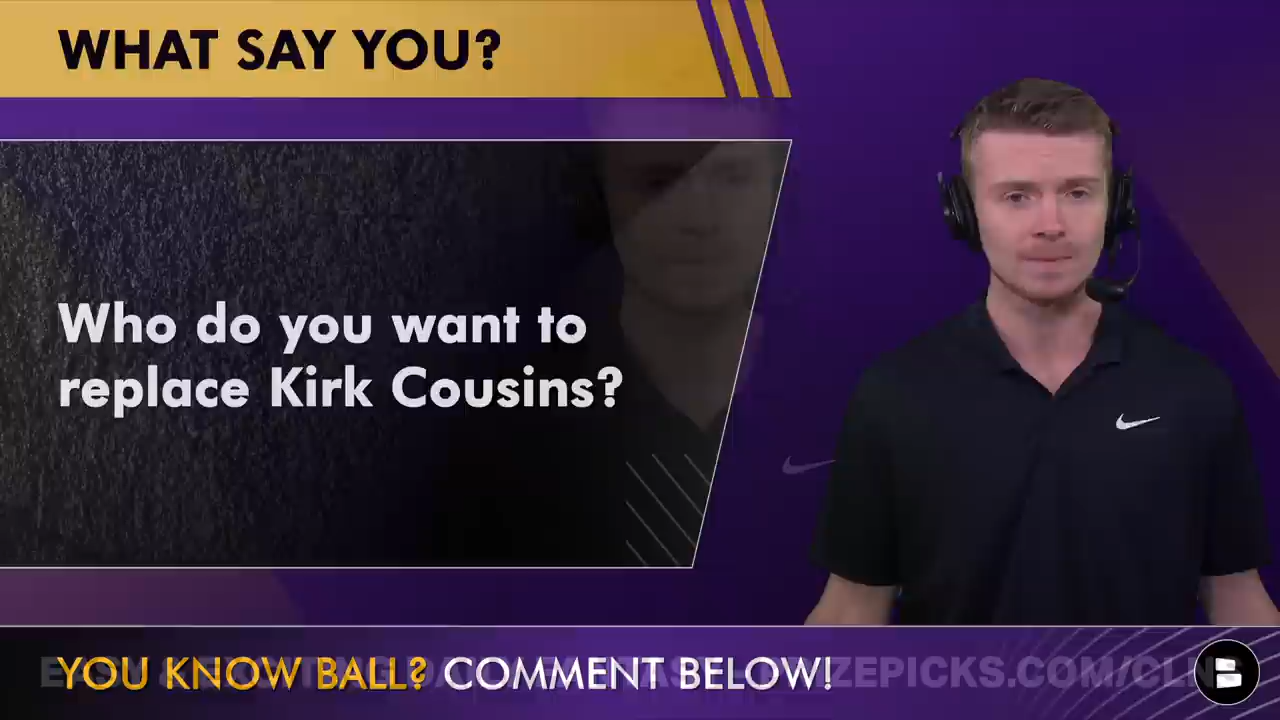 WHAT SAY YOU?
Who do you want to
replace Kirk Cousins?
YOU KNOW BALL? COMMENT BELOW!